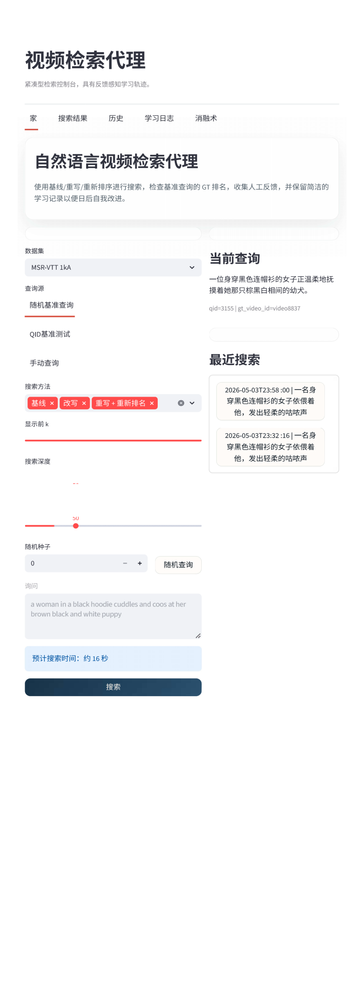 视频检索代理
紧凑型检索控制台，具有反馈感知学习轨迹。
家
搜索结果
历史
学习日志
消融术
自然语言视频检索代理
使用基线/重写/重新排序进行搜索，检查基准查询的 GT 排名，收集人工反馈，并保留简洁的
学习记录以便日后自我改进。
数据集
MSR-VTT 1kA
查询源
随机基准查询
QID基准测试
手动查询
搜索方法
基线 ×
改写 ×
重写 + 重新排名 ×
显示前 k
搜索深度
50
随机种子
0
随机查询
询问
a woman in a black hoodie cuddles and coos at her
brown black and white puppy
预计搜索时间：约 16 秒
搜索
当前查询
一位身穿黑色连帽衫的女子正温柔地抚
摸着她那只棕黑白相间的幼犬。
qid=3155 | gt_video_id=video8837
最近搜索
2026-05-03T23:58 :00 | 一名身
穿黑色连帽衫的女子依偎着
他，发出轻柔的咕哝声
2026-05-03T23:32 :16 | 一名身
穿黑色连帽衫的女子依偎着
他，发出轻柔的咕哝声